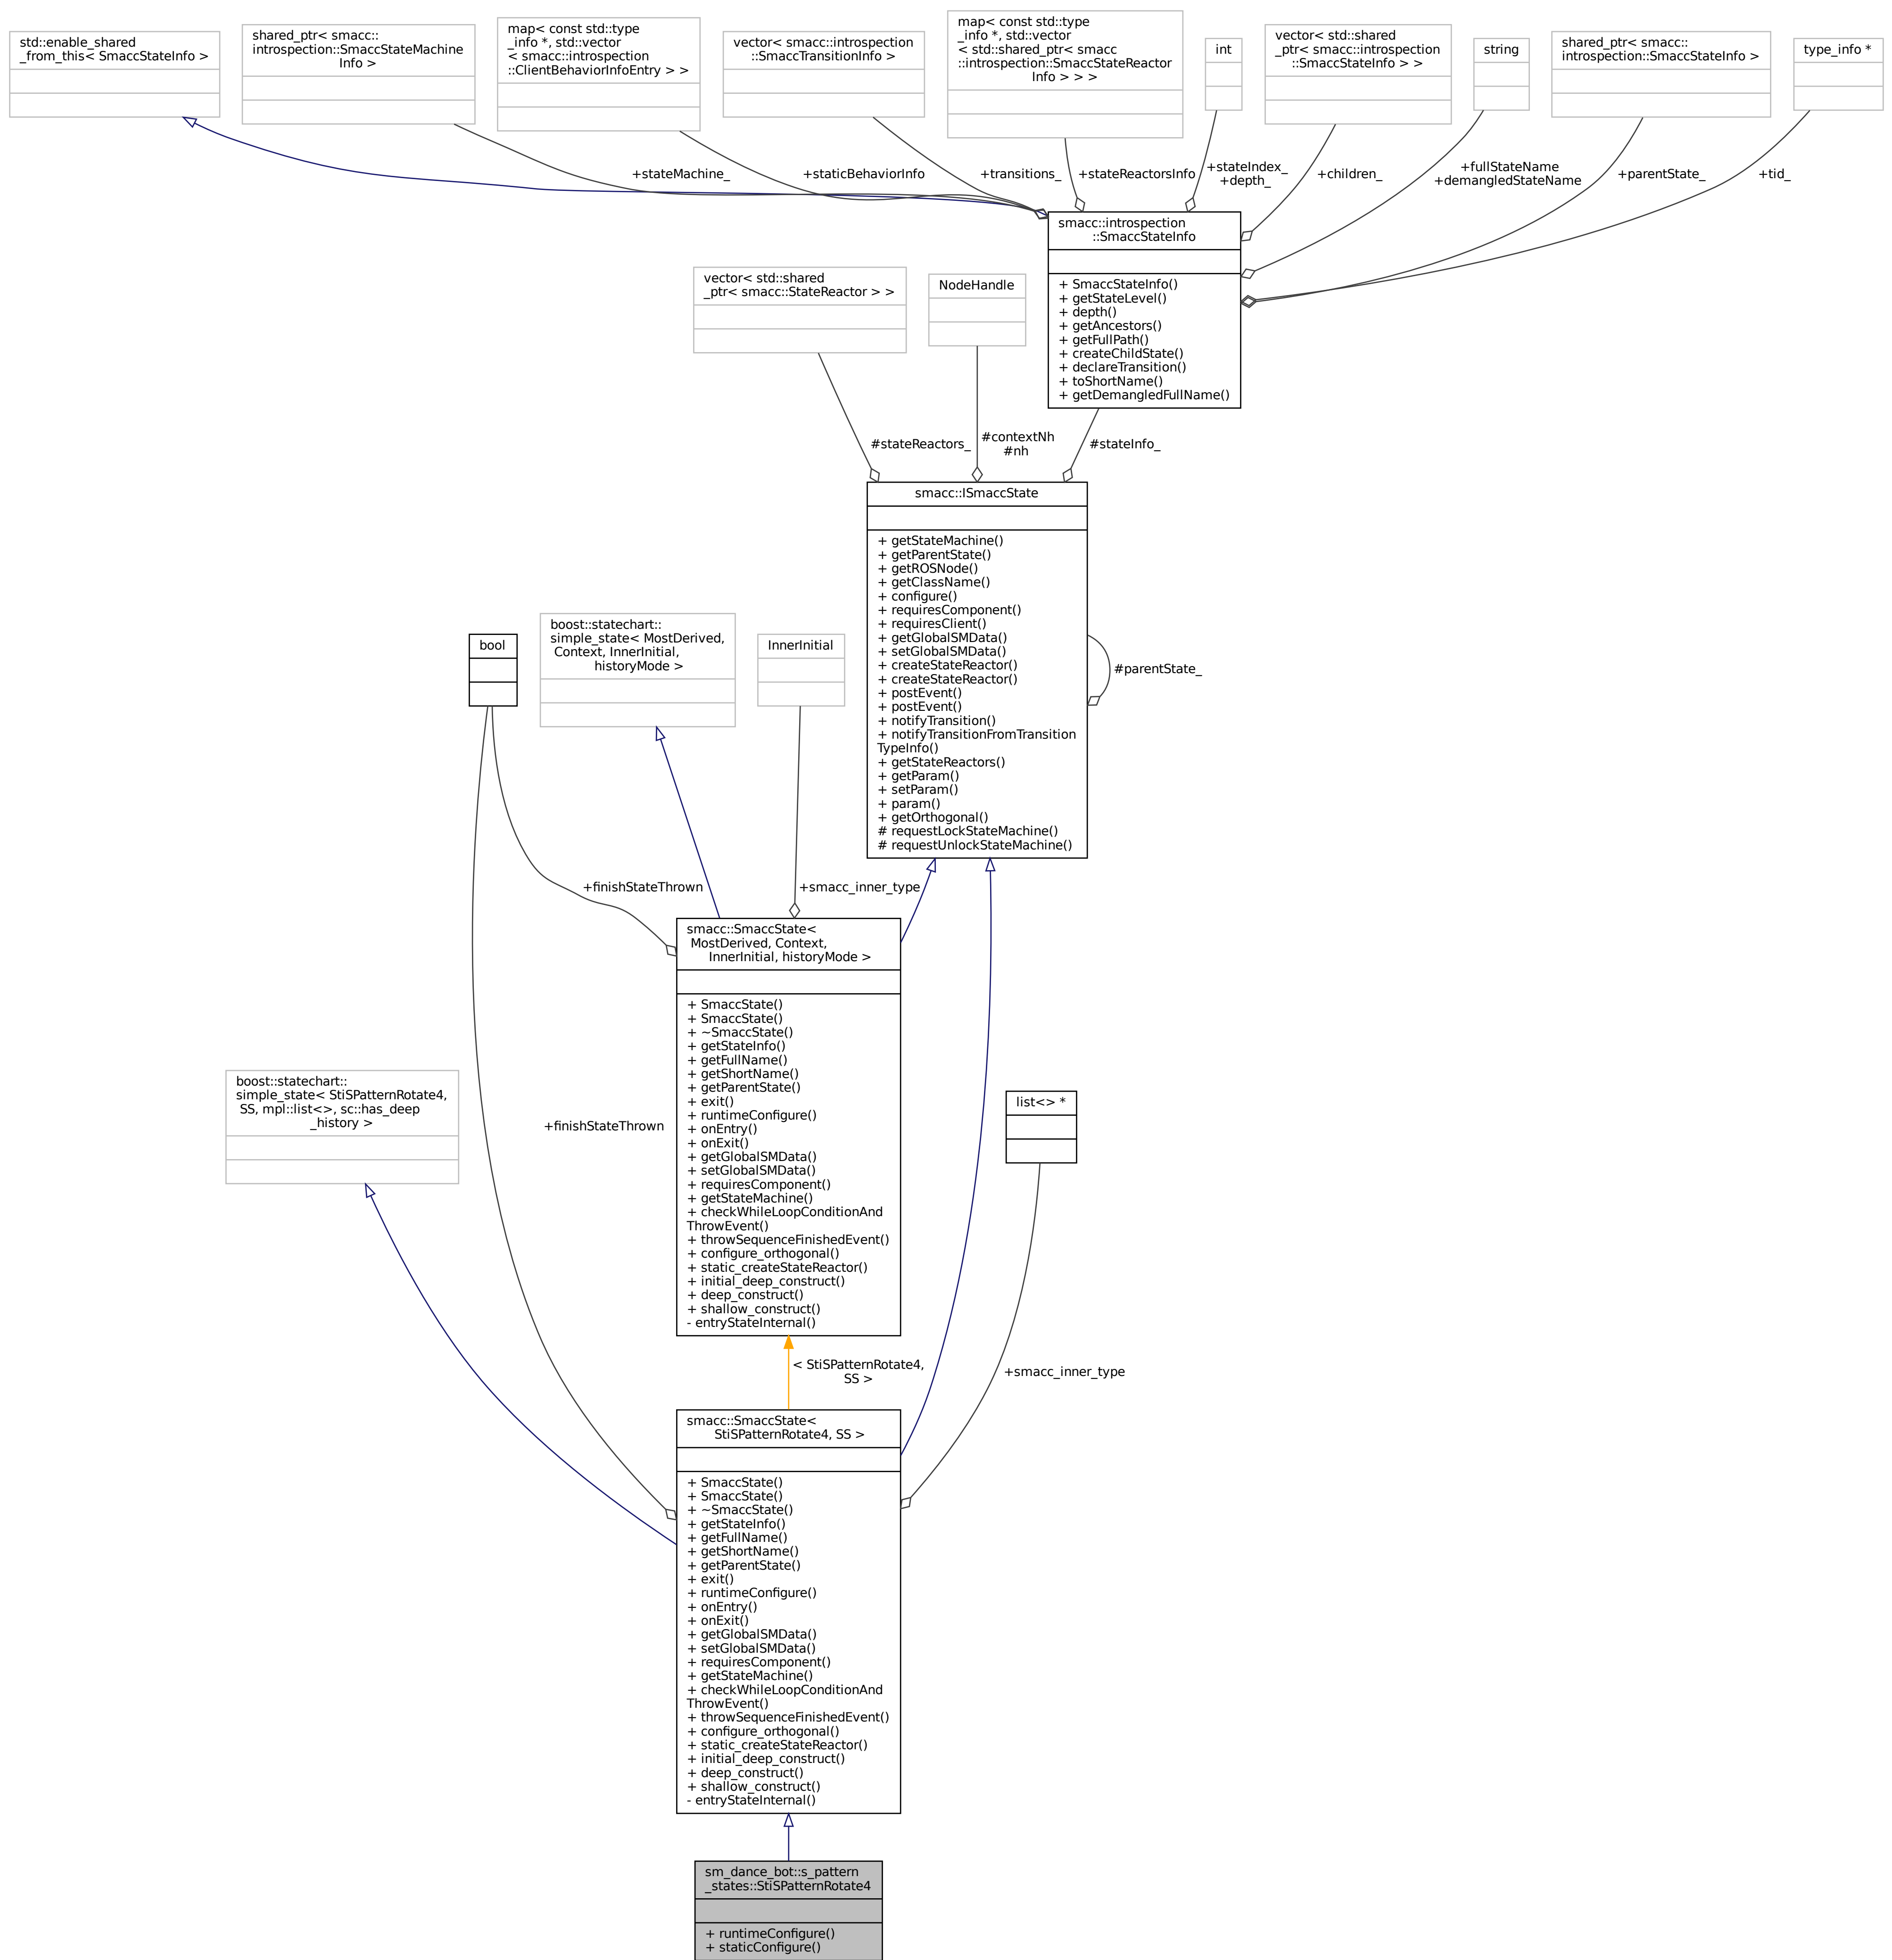 std::enable_shared
_from_this< SmaccStateInfo >
shared_ptr< smacc::
introspection::SmaccStateMachine
Info >
map< const std::type
_info *, std::vector
< smacc::introspection
::ClientBehaviorInfoEntry > >
vector< smacc::introspection
::SmaccTransitionInfo >
map< const std::type
_info *, std::vector
< std::shared_ptr< smacc
::introspection::SmaccStateReactor
Info > > >
int
vector< std::shared
_ptr< smacc::introspection
::SmaccStateInfo > >
string
shared_ptr< smacc::
introspection::SmaccStateInfo >
type_info *
+stateMachine_
+staticBehaviorInfo
+transitions_
+stateReactorsInfo
+stateIndex_
+depth_
+children_
+fullStateName
+demangledStateName
+parentState_
+tid_
smacc::introspection
::SmaccStateInfo
+ SmaccStateInfo()
+ getStateLevel()
+ depth()
+ getAncestors()
+ getFullPath()
+ createChildState()
+ declareTransition()
+ toShortName()
+ getDemangledFullName()
vector< std::shared
_ptr< smacc::StateReactor > >
NodeHandle
#stateReactors_
#contextNh
#nh
#stateInfo_
smacc::ISmaccState
+ getStateMachine()
+ getParentState()
+ getROSNode()
+ getClassName()
+ configure()
+ requiresComponent()
+ requiresClient()
+ getGlobalSMData()
+ setGlobalSMData()
+ createStateReactor()
+ createStateReactor()
+ postEvent()
+ postEvent()
+ notifyTransition()
+ notifyTransitionFromTransition
TypeInfo()
+ getStateReactors()
+ getParam()
+ setParam()
+ param()
+ getOrthogonal()
# requestLockStateMachine()
# requestUnlockStateMachine()
#parentState_
bool
boost::statechart::
simple_state< MostDerived,
Context, InnerInitial,
historyMode >
InnerInitial
+finishStateThrown
+smacc_inner_type
smacc::SmaccState<
MostDerived, Context,
InnerInitial, historyMode >
+ SmaccState()
+ SmaccState()
+ ~SmaccState()
+ getStateInfo()
+ getFullName()
+ getShortName()
+ getParentState()
+ exit()
+ runtimeConfigure()
+ onEntry()
+ onExit()
+ getGlobalSMData()
+ setGlobalSMData()
+ requiresComponent()
+ getStateMachine()
+ checkWhileLoopConditionAnd
ThrowEvent()
+ throwSequenceFinishedEvent()
+ configure_orthogonal()
+ static_createStateReactor()
+ initial_deep_construct()
+ deep_construct()
+ shallow_construct()
- entryStateInternal()
boost::statechart::
simple_state< StiSPatternRotate4,
SS, mpl::list<>, sc::has_deep
_history >
+finishStateThrown
list<> *
< StiSPatternRotate4,
SS >
+smacc_inner_type
smacc::SmaccState<
StiSPatternRotate4, SS >
+ SmaccState()
+ SmaccState()
+ ~SmaccState()
+ getStateInfo()
+ getFullName()
+ getShortName()
+ getParentState()
+ exit()
+ runtimeConfigure()
+ onEntry()
+ onExit()
+ getGlobalSMData()
+ setGlobalSMData()
+ requiresComponent()
+ getStateMachine()
+ checkWhileLoopConditionAnd
ThrowEvent()
+ throwSequenceFinishedEvent()
+ configure_orthogonal()
+ static_createStateReactor()
+ initial_deep_construct()
+ deep_construct()
+ shallow_construct()
- entryStateInternal()
sm_dance_bot::s_pattern
_states::StiSPatternRotate4
+ runtimeConfigure()
+ staticConfigure()